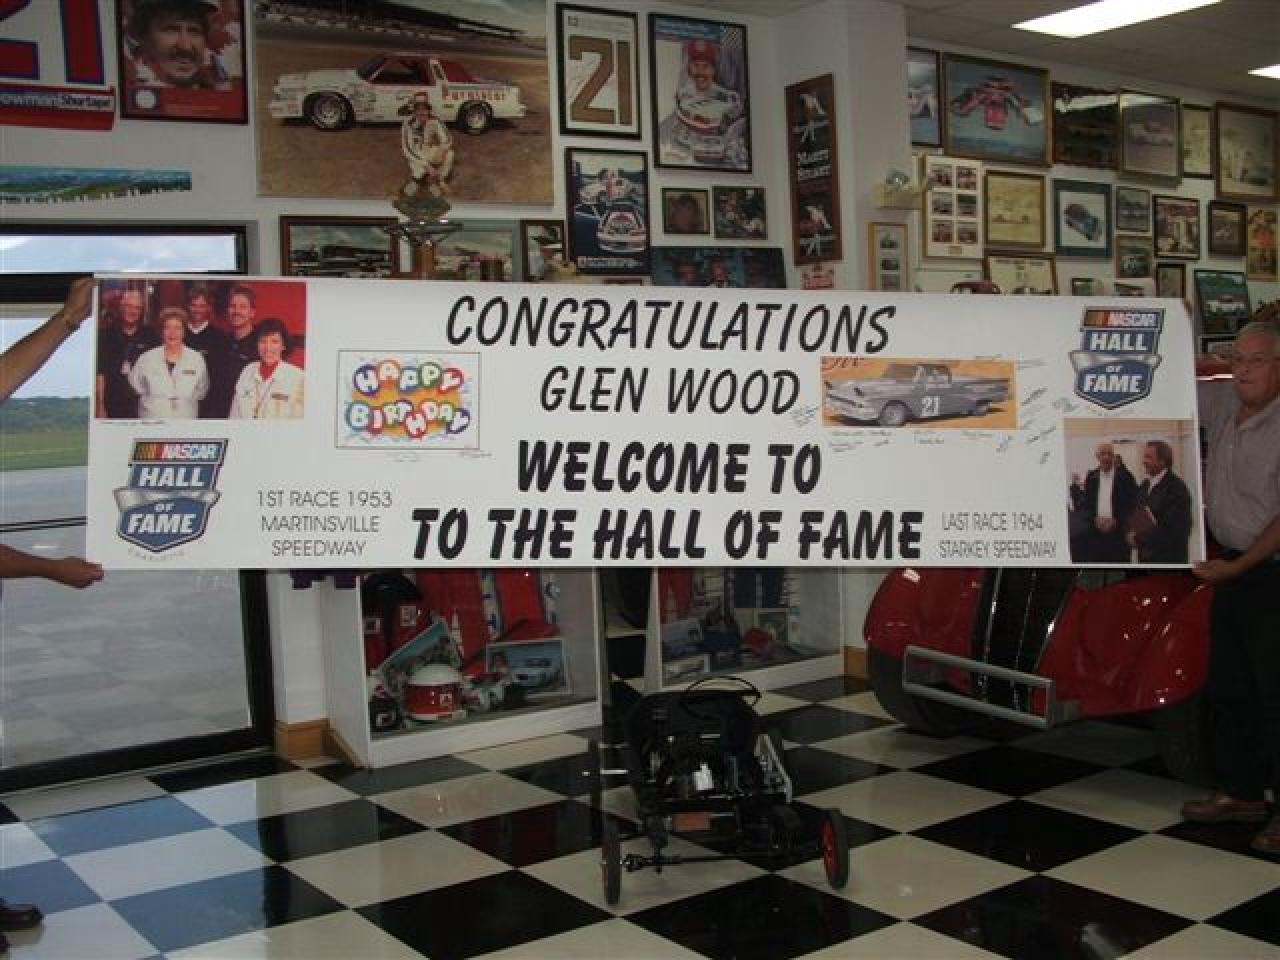 21
21
CONGRATULATIONS
GLEN WOOD
WELCOME TO
TO THE HALL OF FAME
HAPPY
BIRTHDAY
21
NASCAR
HALL
OF
FAME
NASCAR
HALL
OF
FAME
1ST RACE 1953
MARTINSVILLE
SPEEDWAY
LAST RACE 1964
STARKEY SPEEDWAY